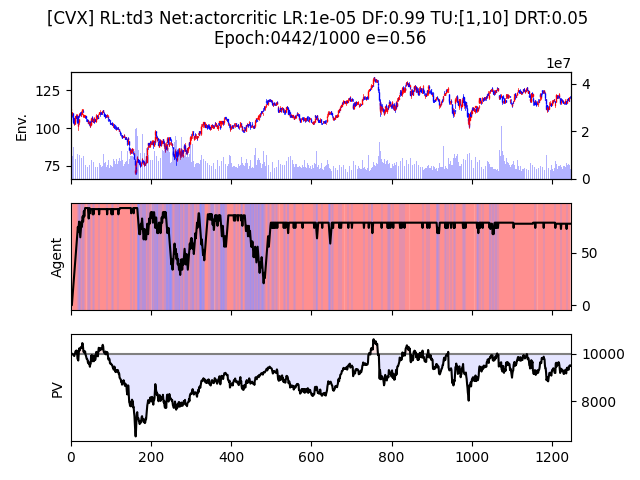 [CVX] RL:td3 Net:actorcritic LR:1e-05 DF:0.99 TU:[1,10] DRT:0.05
Epoch:0442/1000 e=0.56
1e7
Env.
125
100
75
4
2
0
Agent
50
0
PV
10000
8000
0
200
400
600
800
1000
1200